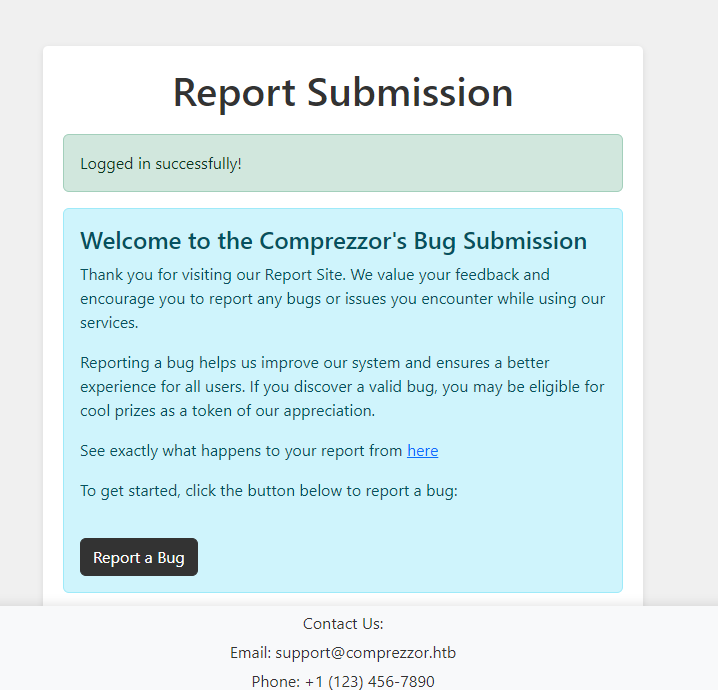 Report Submission
Logged in successfully!
Welcome to the Comprezzor's Bug Submission
Thank you for visiting our Report Site. We value your feedback and
encourage you to report any bugs or issues you encounter while using our
services.
Reporting a bug helps us improve our system and ensures a better
experience for all users. If you discover a valid bug, you may be eligible for
cool prizes as a token of our appreciation.
See exactly what happens to your report from here
To get started, click the button below to report a bug:
Report a Bug
Contact Us:
Email: support@comprezzor.htb
Phone: +1 (123) 456-7890